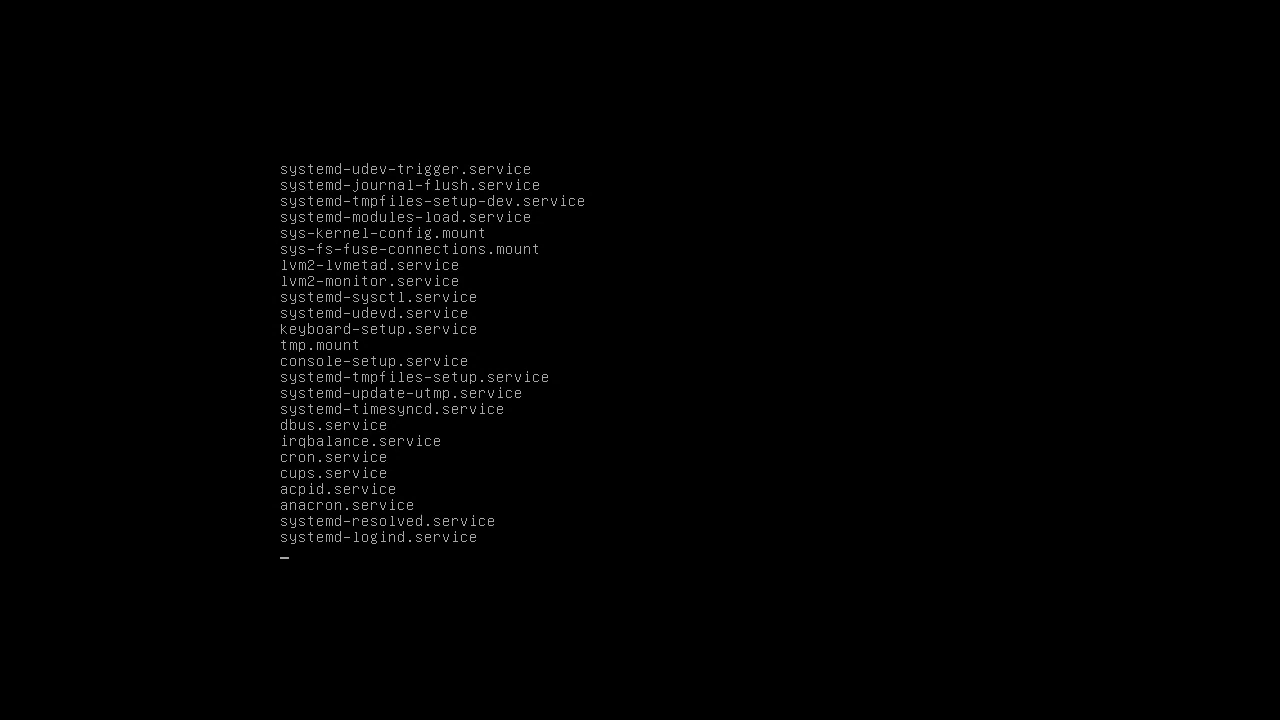 systemd-udev-trigger.service
systemd-journal-flush.service
systemd-tmpfiles-setup-dev.service
systemd-modules-load.service
sys-kernel-config.mount
sys-fs-fuse-connections.mount
lvm2-lvmetad.service
lvm2-monitor.service
systemd-sysctl.service
systemd-udevd.service
keyboard-setup.service
tmp.mount
console-setup.service
systemd-tmpfiles-setup.service
systemd-update-utmp.service
systemd-timesyncd.service
dbus.service
irqbalance.service
cron.service
cups.service
acpid.service
anacron.service
systemd-resolved.service
systemd-logind.service
_